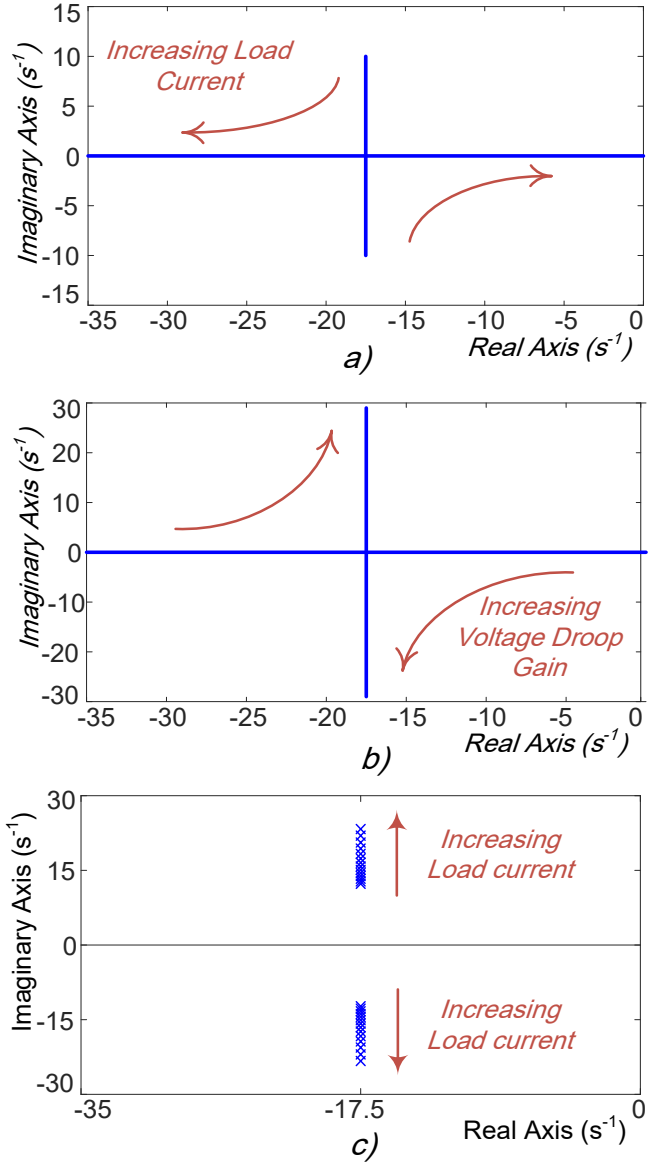 15
Increasing Load
10
Current
5
0
-5
-10
-15
Imaginary Axis (s-1)
-35 -30 -25 -20 -15 -10 -5 0
Real Axis (s-1)
a)
30
20
10
0
-10
Increasing
Voltage Droop
-20
Gain
-30
Imaginary Axis (s-1)
-35 -30 -25 -20 -15 -10 -5 0
Real Axis (s-1)
b)
30
Increasing
15
Load current
0
Increasing
-15
Load current
-30
Imaginary Axis (s-1)
-35 -17.5 0
Real Axis (s-1)
c)